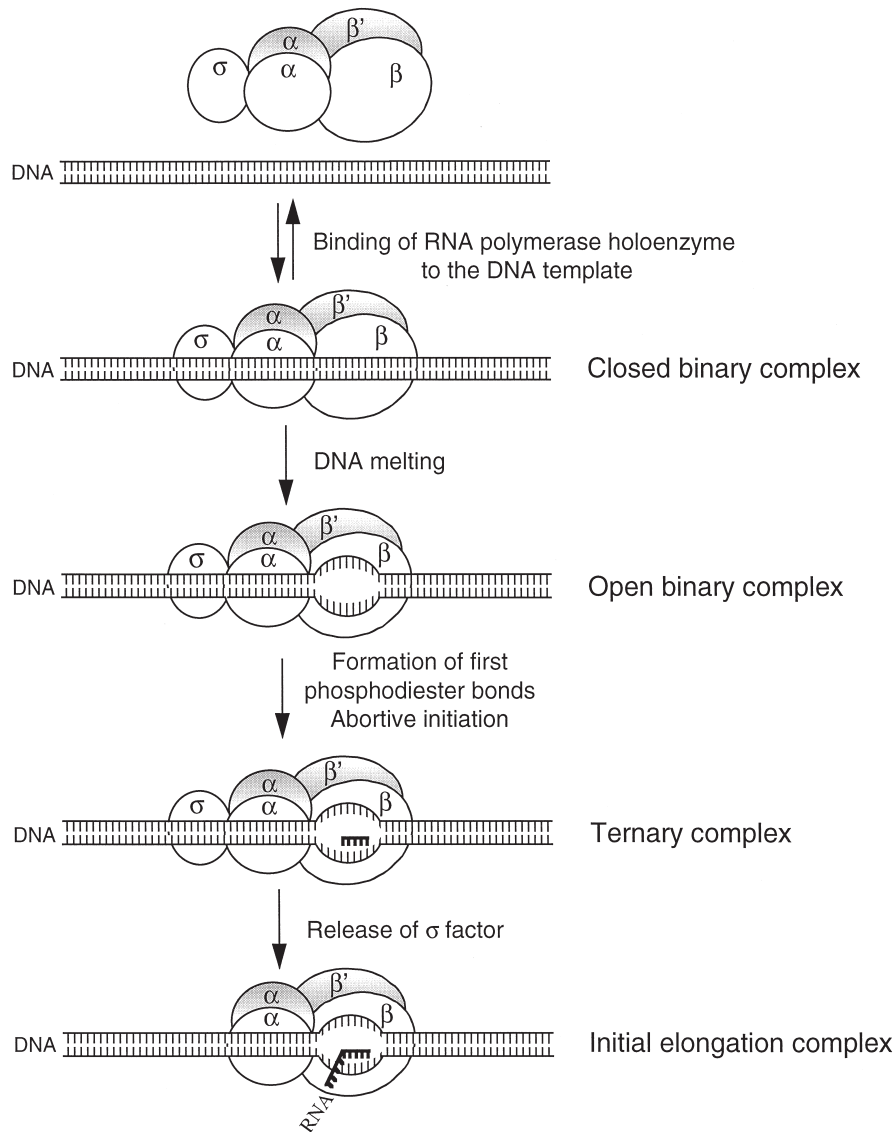 β’
α
σ
α
β
DNA
Binding of RNA polymerase holoenzyme
to the DNA template
β’
α
σ
α
β
DNA
Closed binary complex
DNA melting
β’
α
σ
α
β
DNA
Open binary complex
Formation of first
phosphodiester bonds
Abortive initiation
β’
α
σ
α
β
DNA
Ternary complex
Release of σ factor
β’
α
α
β
DNA
Initial elongation complex
RNA